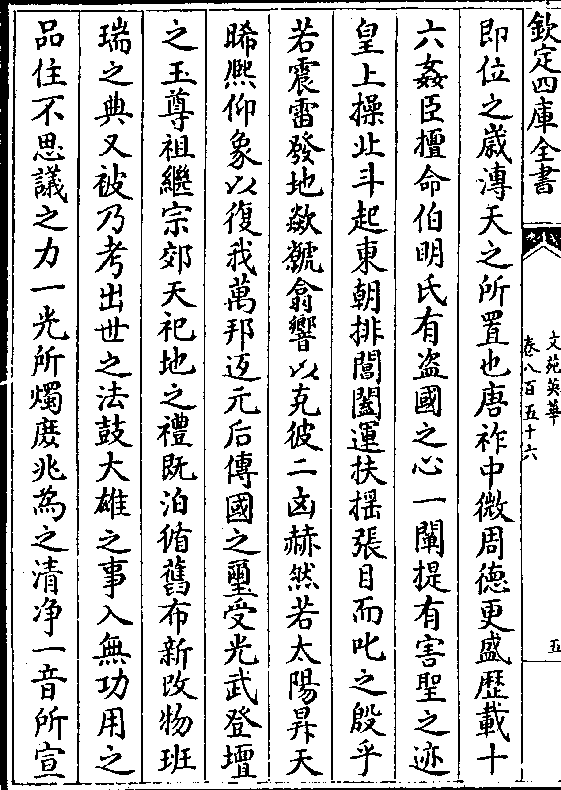 欽定四庫全書
文苑英華
卷八百五十六
五
即位之歳溥天之所置也唐祚中微周德更盛歴載十
六姦臣擅命伯明氏有盗國之心一闡提有害聖之迹
皇上操北斗起東朝排閶闔運扶揺張目而叱之殷乎
若震雷發地歘虩翕響以克彼二凶赫然若太陽昇天
晞熈仰象以復我萬邦返元后傳國之璽受光武登壇
之玉尊祖繼宗郊天祀地之禮既洎脩舊布新改物班
瑞之典又被乃考出世之法鼓大雄之事入無功用之
品住不思議之力一光所燭庶兆為之清净一音所宣